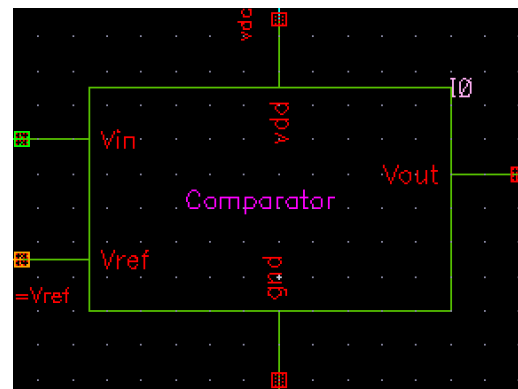 vdd
I0
vdd
Vin
Vout
Comparator
Vref
gnd
=Vref